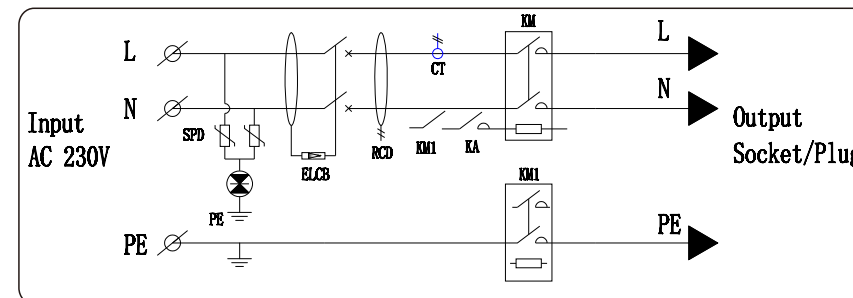 L
KM
L
CT
N
N
Input
AC 230V
SPD
ELCB
RCD
KM1
KA
Output
Socket/Plug
KM1
PE
PE
PE